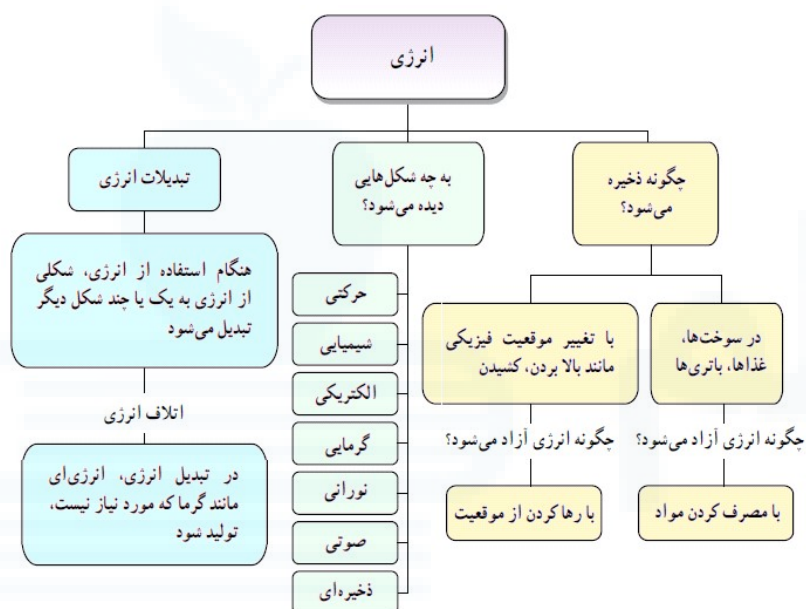 انرژی
چگونه ذخیره
می‌شود؟
در سوخت‌ها،
غذاها، باتری‌ها
چگونه انرژی آزاد می‌شود؟
با مصرف کردن مواد
با تغییر موقعیت فیزیکی
مانند بالا بردن، کشیدن
چگونه انرژی آزاد می‌شود؟
با رها کردن از موقعیت
به چه شکل‌هایی
دیده می‌شود؟
حرکتی
شیمیایی
الکتریکی
گرمایی
نورانی
صوتی
ذخیره‌ای
تبدیلات انرژی
هنگام استفاده از انرژی، شکلی
از انرژی به یک یا چند شکل دیگر
تبدیل می‌شود
اتلاف انرژی
در تبدیل انرژی، انرژی‌ای
مانند گرما که مورد نیاز نیست،
تولید شود